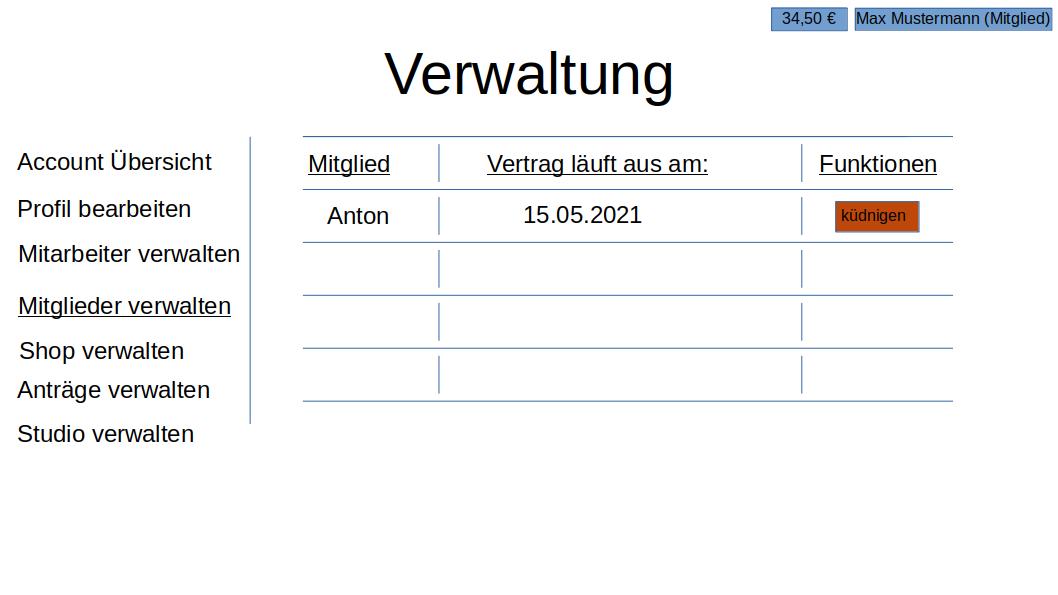 34,50 € Max Mustermann (Mitglied)
Verwaltung
Account Übersicht
Profil bearbeiten
Mitarbeiter verwalten
Mitglieder verwalten
Shop verwalten
Anträge verwalten
Studio verwalten
Mitglied Vertrag läuft aus am: Funktionen
Anton 15.05.2021 küdnigen